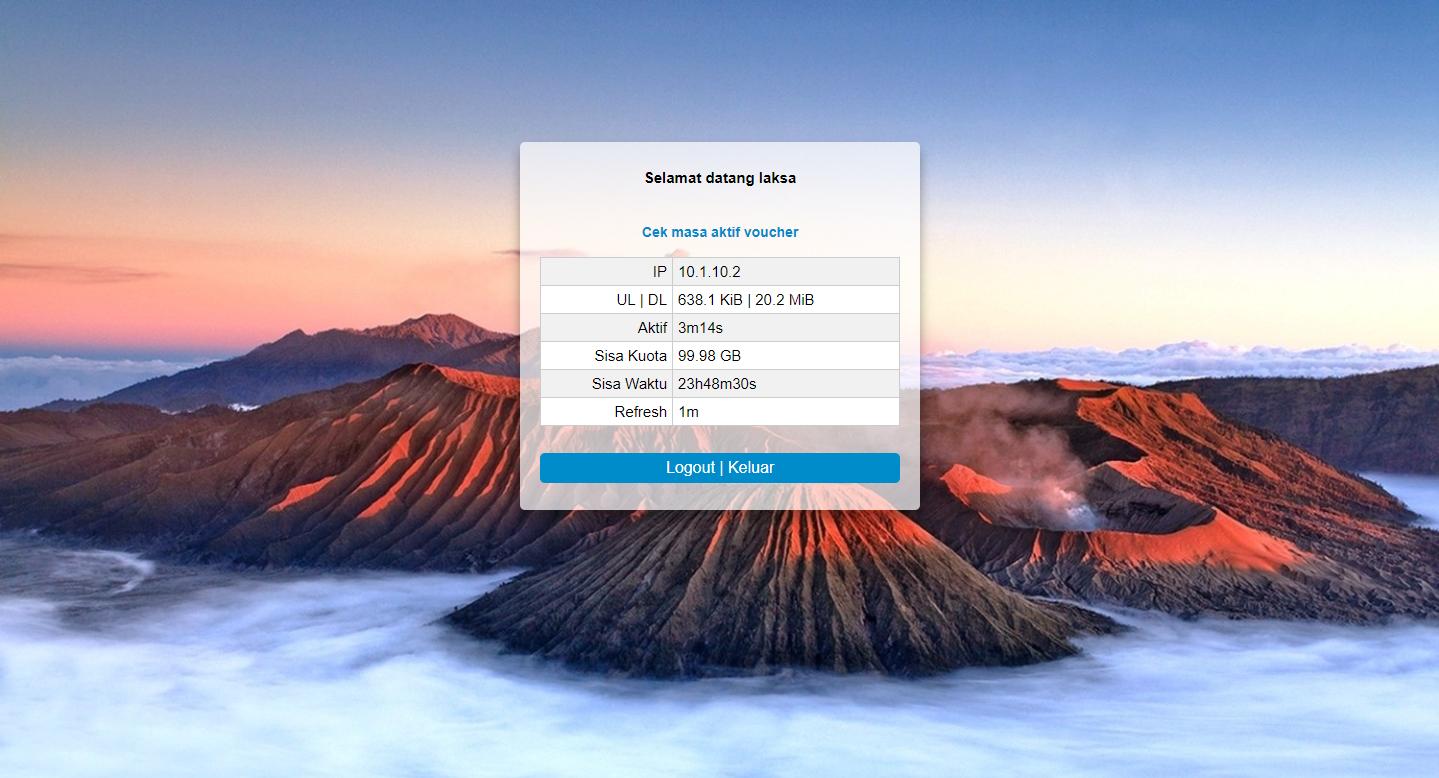 Selamat datang laksa
Cek masa aktif voucher
IP 10.1.10.2
UL | DL 638.1 KiB | 20.2 MiB
Aktif 3m14s
Sisa Kuota 99.98 GB
Sisa Waktu 23h48m30s
Refresh 1m
Logout | Keluar